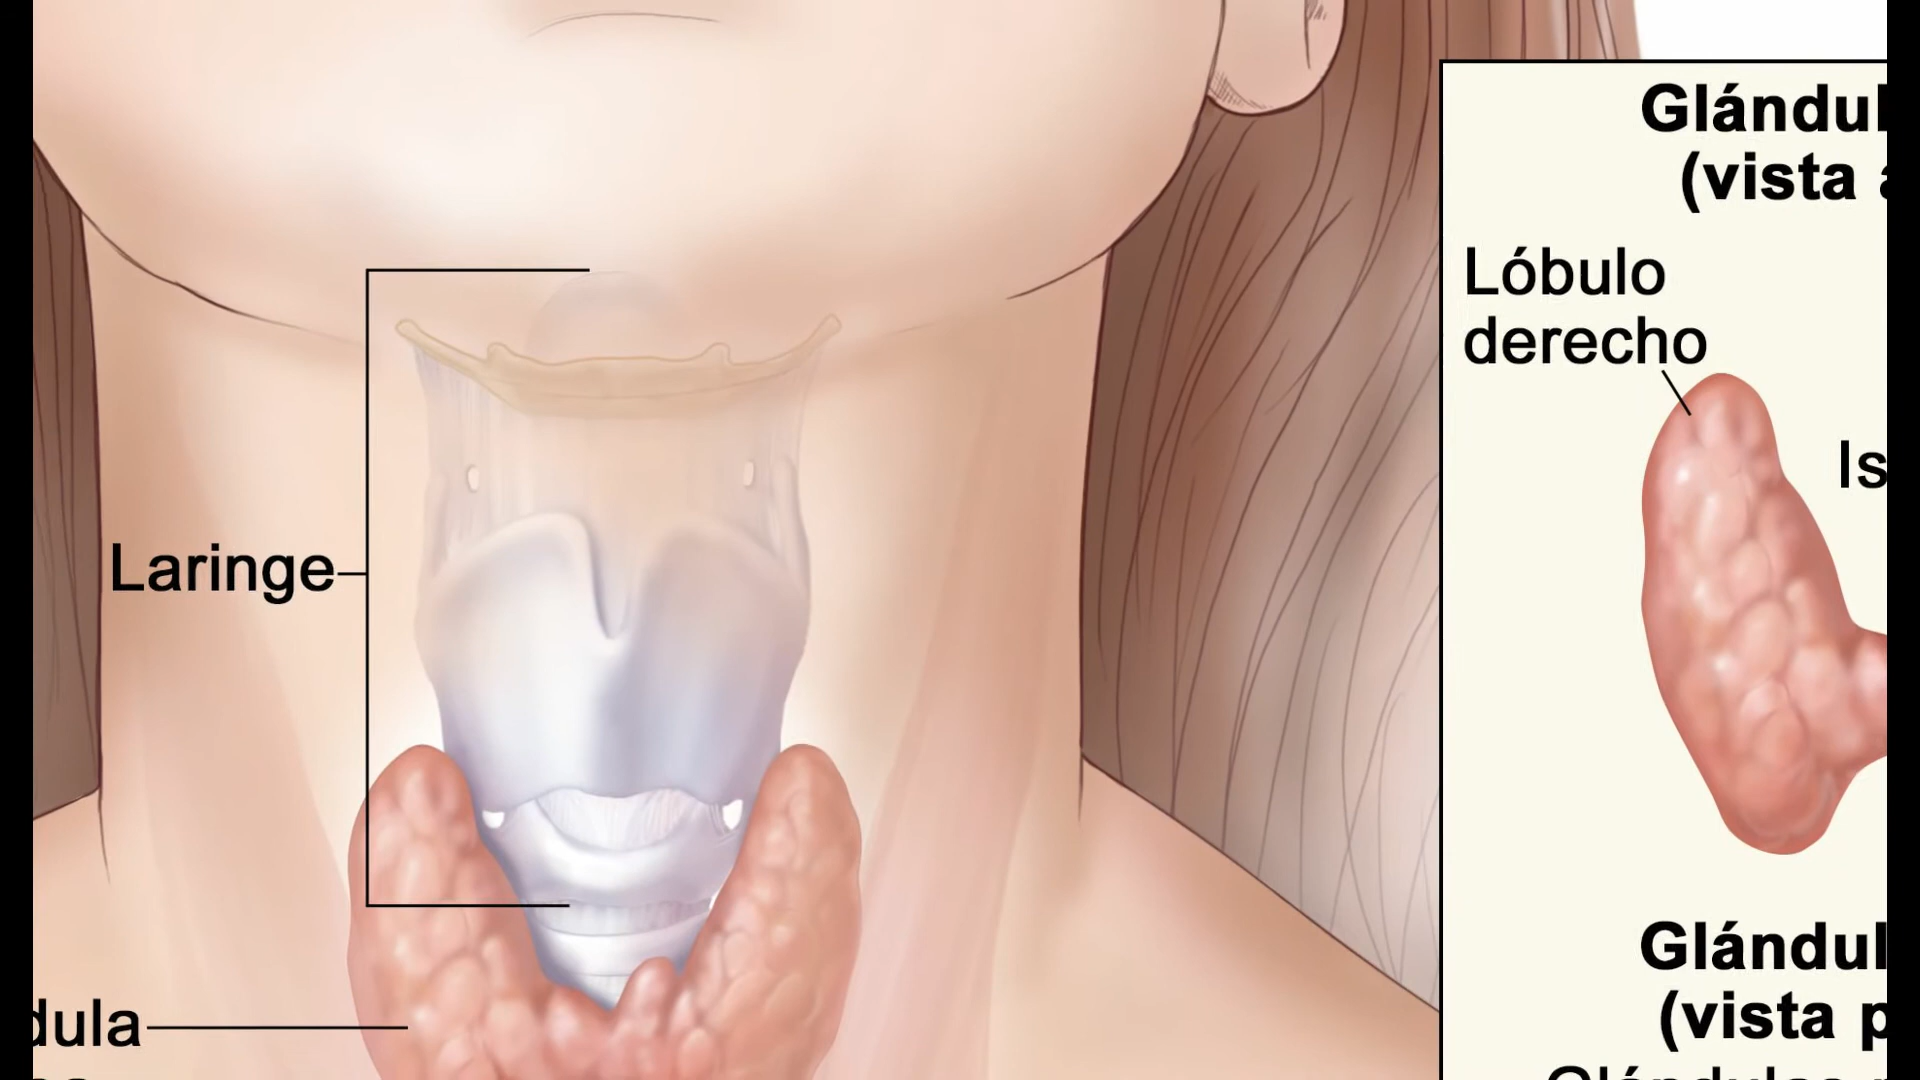 Glándul
(vista a
Lóbulo
derecho
Is
Laringe
Glándul
(vista p
dula